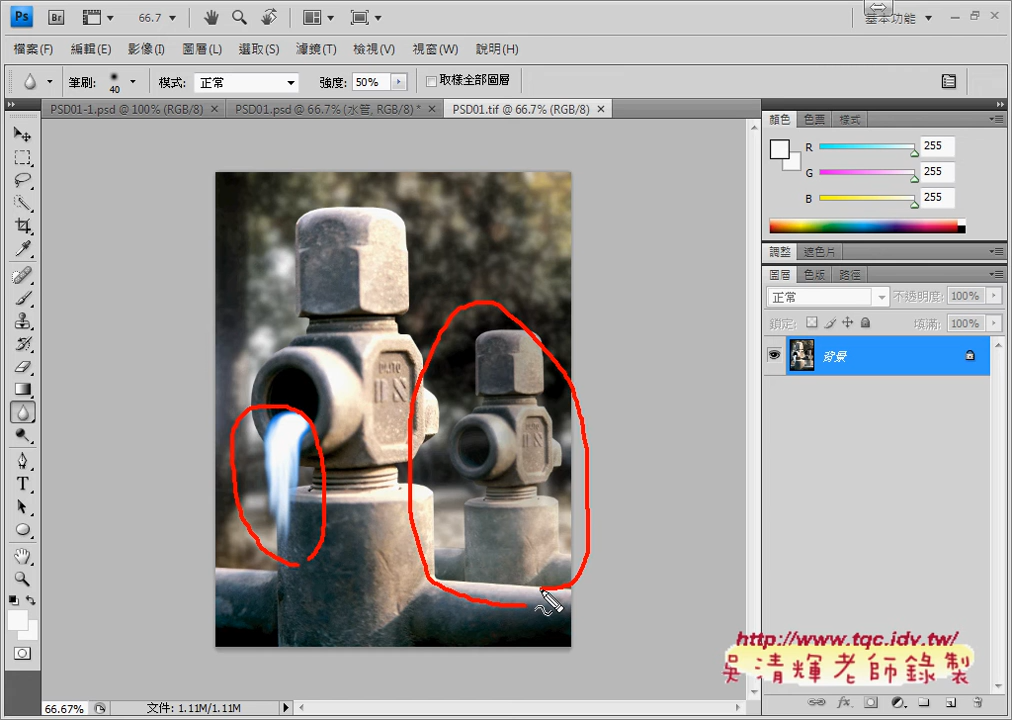 Ps Br 66.7 基本功能
檔案(F) 編輯(E) 影像(I) 圖層(L) 選取(S) 濾鏡(T) 檢視(V) 視窗(W) 說明(H)
筆刷: 40 模式: 正常 強度: 50% 取樣全部圖層
PSD01-1.psd @ 100% (RGB/8) × PSD01.psd @ 66.7% (水管, RGB/8) * × PSD01.tif @ 66.7% (RGB/8) ×
顏色 色票 樣式
R 255
G 255
B 255
調整 遮色片
圖層 色版 路徑
正常 不透明度: 100%
鎖定: 填滿: 100%
背景
T
http://www.tqc.idv.tw/
吳清輝老師錄製
66.67% 文件: 1.11M/1.11M
fx